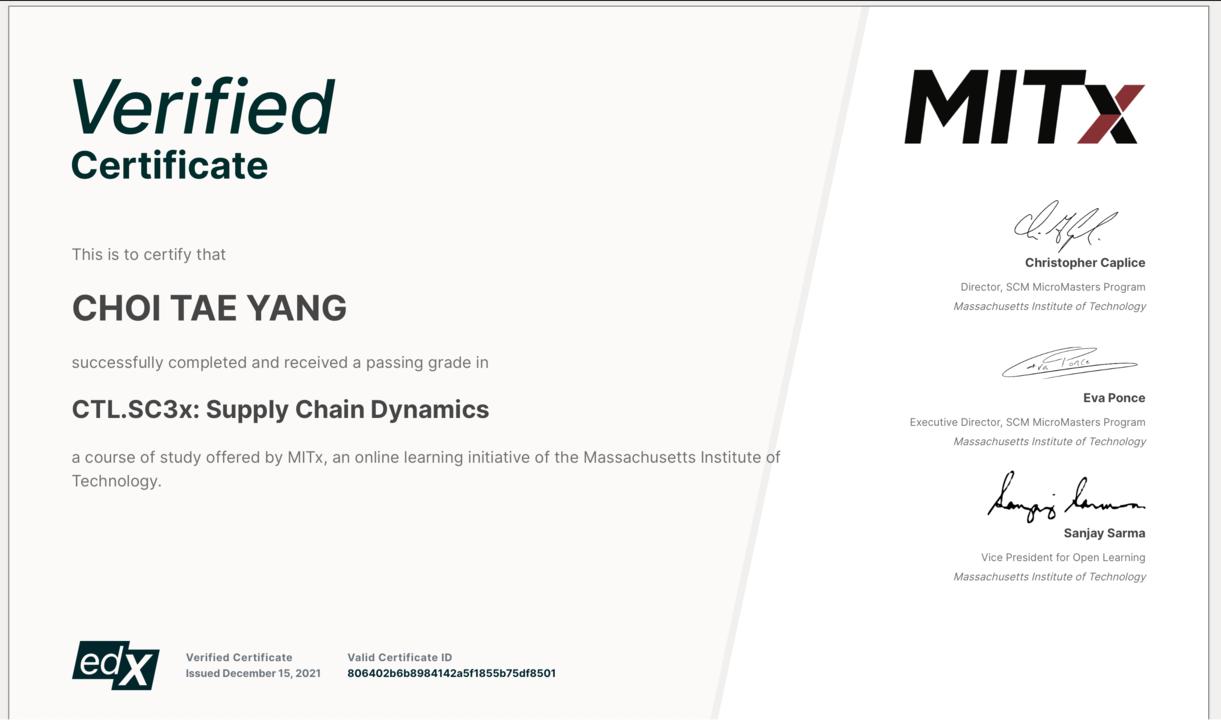 Verified
Certificate
This is to certify that
CHOI TAE YANG
successfully completed and received a passing grade in
CTL.SC3x: Supply Chain Dynamics
a course of study offered by MITx, an online learning initiative of the Massachusetts Institute of
Technology.
edX
Verified Certificate
Issued December 15, 2021
Valid Certificate ID
806402b6b8984142a5f1855b75df8501
MITx
Christopher Caplice
Director, SCM MicroMasters Program
Massachusetts Institute of Technology
Eva Ponce
Eva Ponce
Executive Director, SCM MicroMasters Program
Massachusetts Institute of Technology
Sanjay Sarma
Sanjay Sarma
Vice President for Open Learning
Massachusetts Institute of Technology